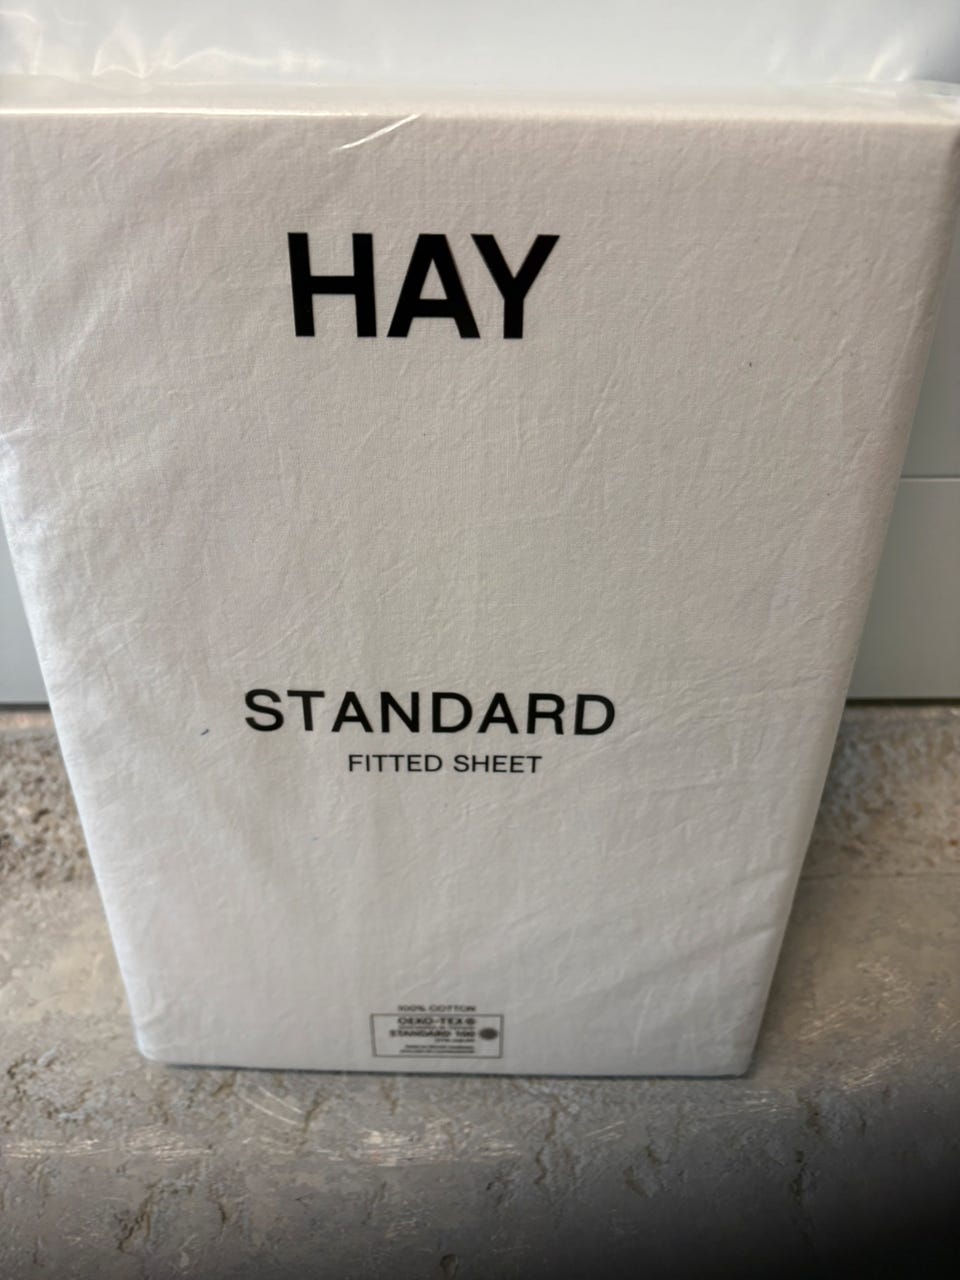 HAY
STANDARD
FITTED SHEET
100% COTTON
OEKO-TEX®
STANDARD 100